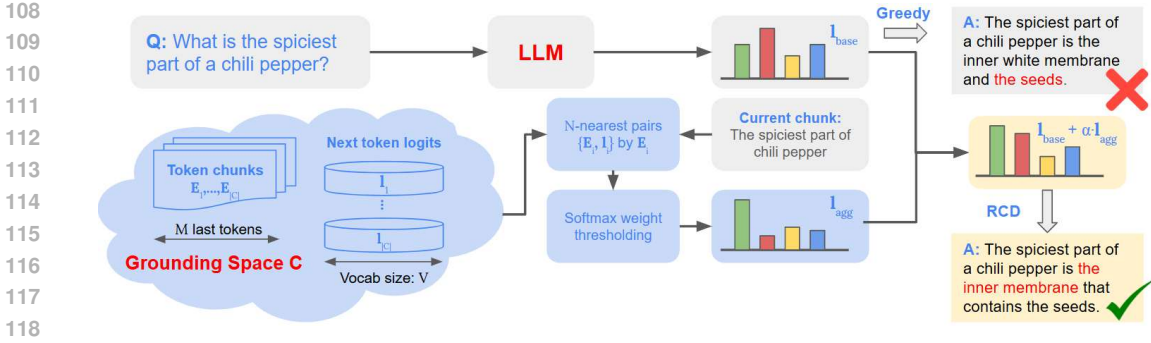 108
109
110
111
112
113
114
115
116
117
118
Q: What is the spiciest
part of a chili pepper?
LLM
l_base
Greedy
A: The spiciest part of
a chili pepper is the
inner white membrane
and the seeds.
Token chunks
E_1,...,E_|C|
M last tokens
Grounding Space C
Next token logits
l_1
⋮
l_|C|
Vocab size: V
N-nearest pairs
{E_i, l_i} by E_i
Current chunk:
The spiciest part of
chili pepper
Softmax weight
thresholding
l_agg
l_base + α·l_agg
RCD
A: The spiciest part of
a chili pepper is the
inner membrane that
contains the seeds.